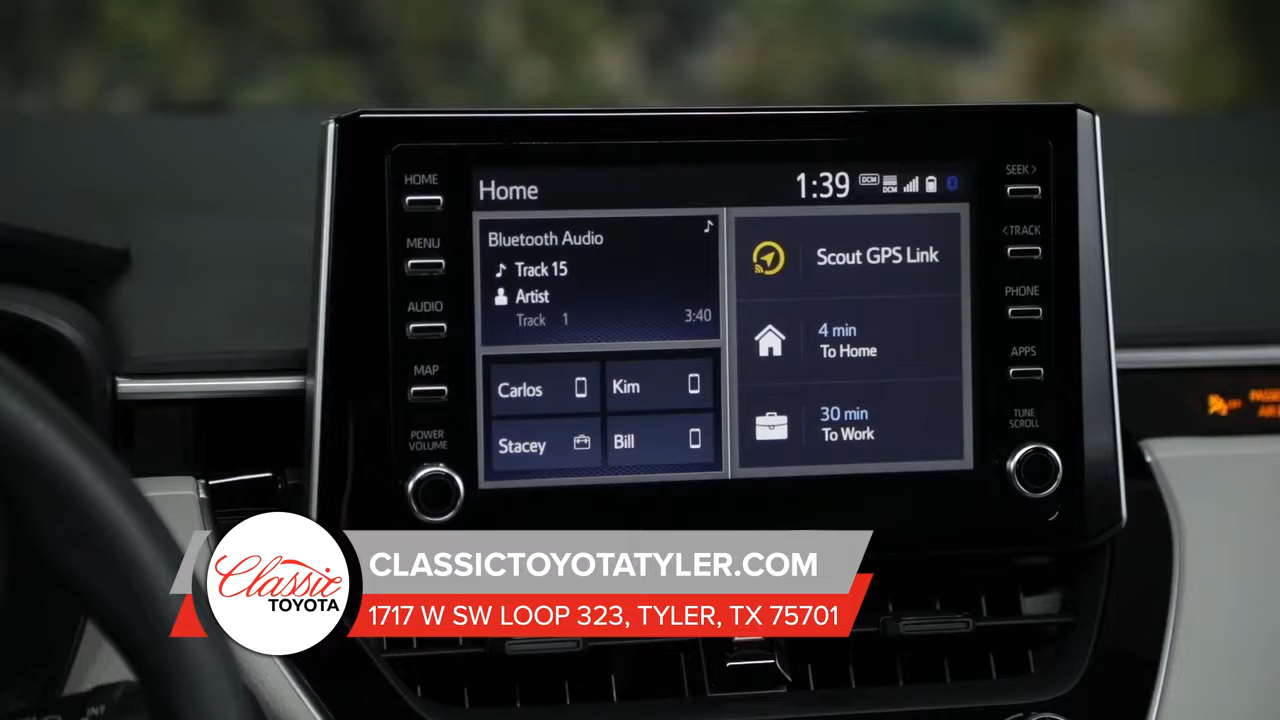 HOME
MENU
AUDIO
MAP
POWER
VOLUME
Home
1:39
DCM
DCM
Bluetooth Audio
Track 15
Artist
Track 1
3:40
Carlos
Kim
Stacey
Bill
Scout GPS Link
4 min
To Home
30 min
To Work
SEEK >
< TRACK
PHONE
APPS
TUNE
SCROLL
Classic
TOYOTA
CLASSICTOYOTATYLER.COM
1717 W SW LOOP 323, TYLER, TX 75701